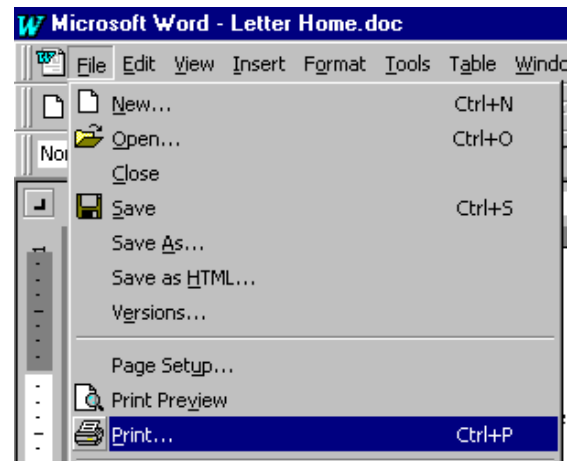 Microsoft Word - Letter Home.doc
File Edit View Insert Format Tools Table
New... Ctrl+N
Open... Ctrl+O
Close
Save Ctrl+S
Save As...
Save as HTML...
Versions...
Page Setup...
Print Preview
Print... Ctrl+P